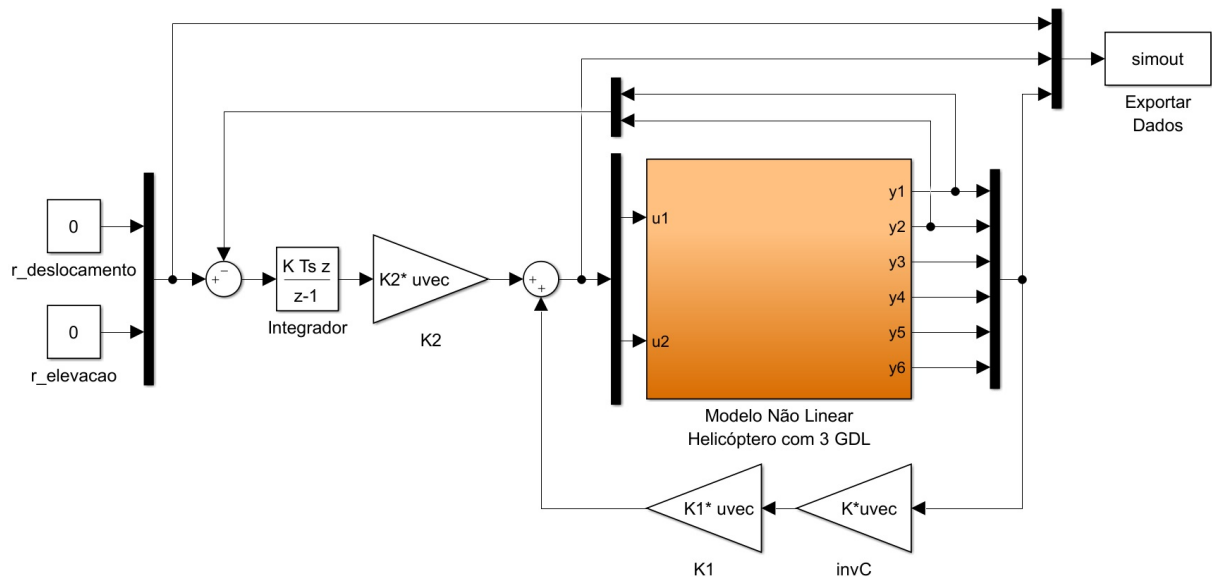 simout
Exportar
Dados
0
r_deslocamento
0
r_elevacao
+
−
K Ts z
z-1
Integrador
K2* uvec
K2
+
+
u1
u2
y1
y2
y3
y4
y5
y6
Modelo Não Linear
Helicóptero com 3 GDL
K1* uvec
K1
K*uvec
invC